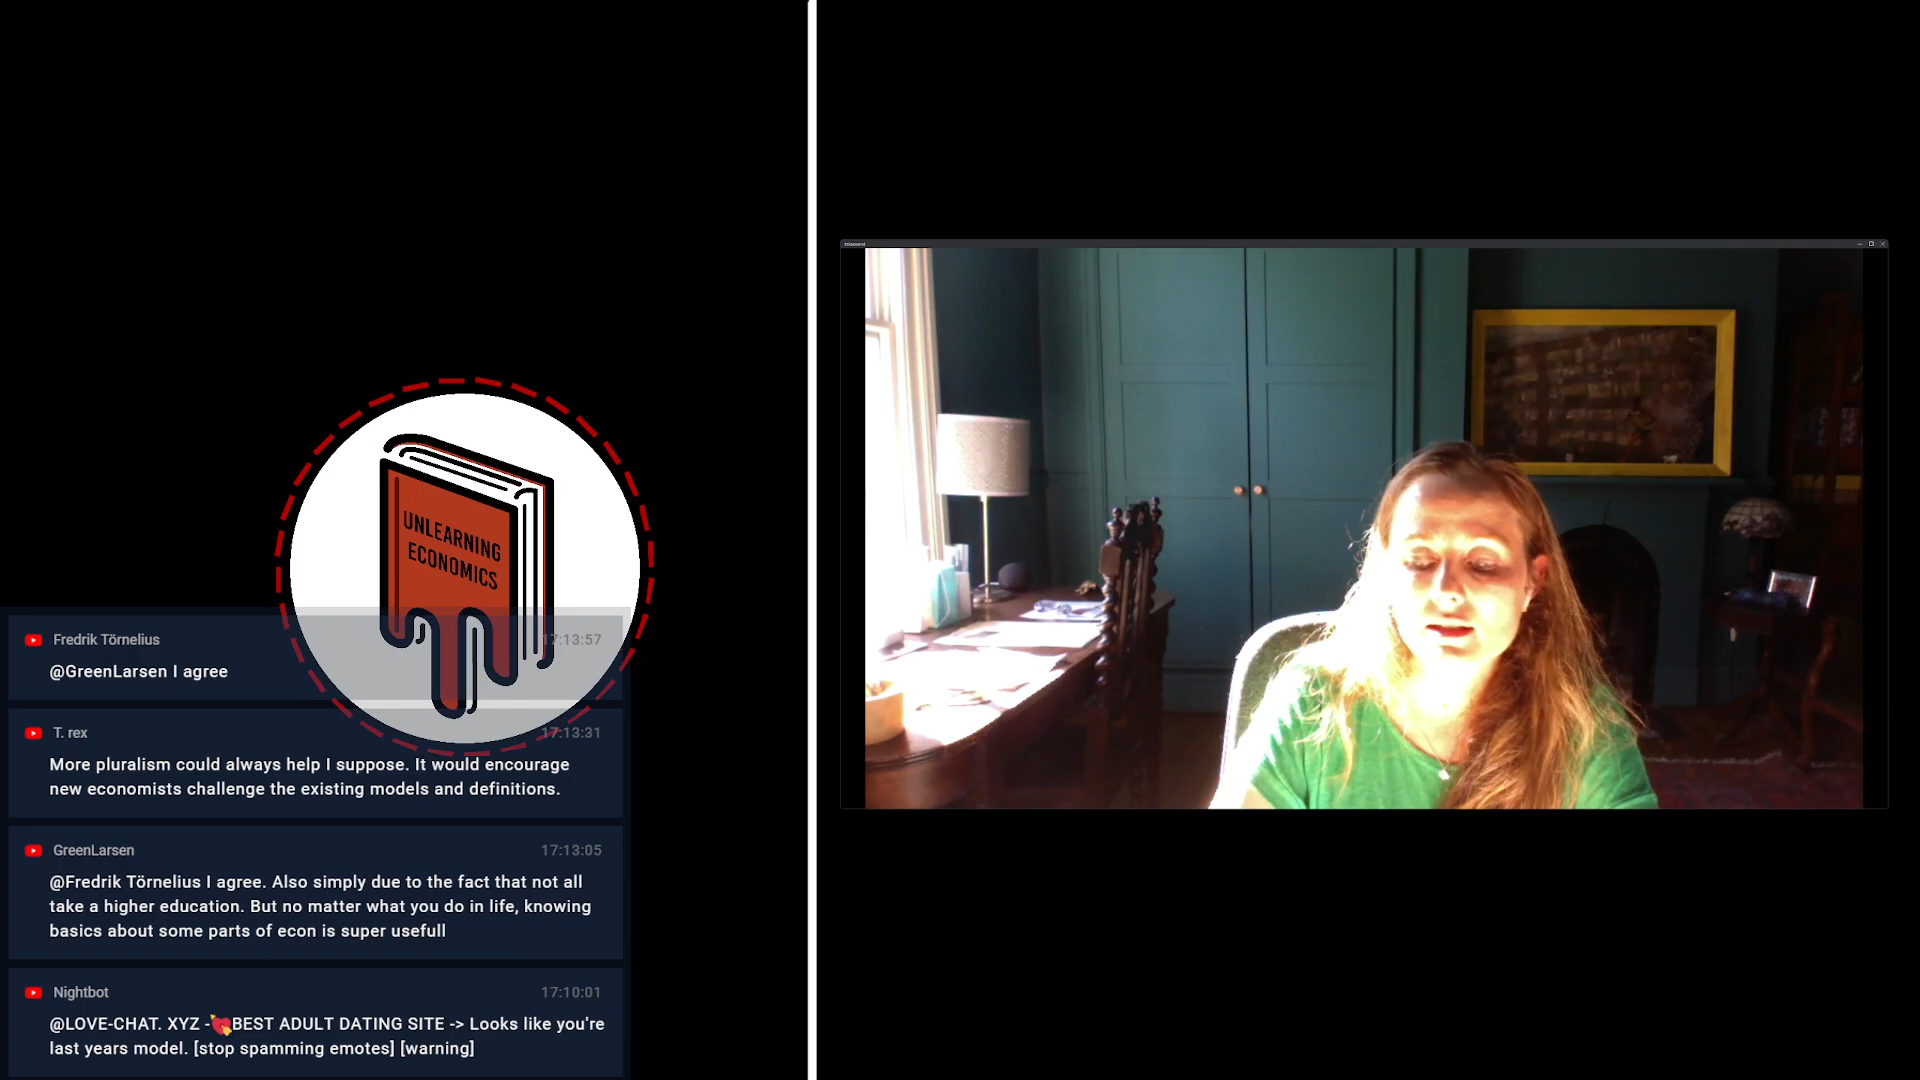 UNLEARNING
ECONOMICS
Fredrik Törnelius 17:13:57
@GreenLarsen I agree
T. rex 17:13:31
More pluralism could always help I suppose. It would encourage
new economists challenge the existing models and definitions.
GreenLarsen 17:13:05
@Fredrik Törnelius I agree. Also simply due to the fact that not all
take a higher education. But no matter what you do in life, knowing
basics about some parts of econ is super usefull
Nightbot 17:10:01
@LOVE-CHAT. XYZ -💘BEST ADULT DATING SITE -> Looks like you're
last years model. [stop spamming emotes] [warning]
Discord